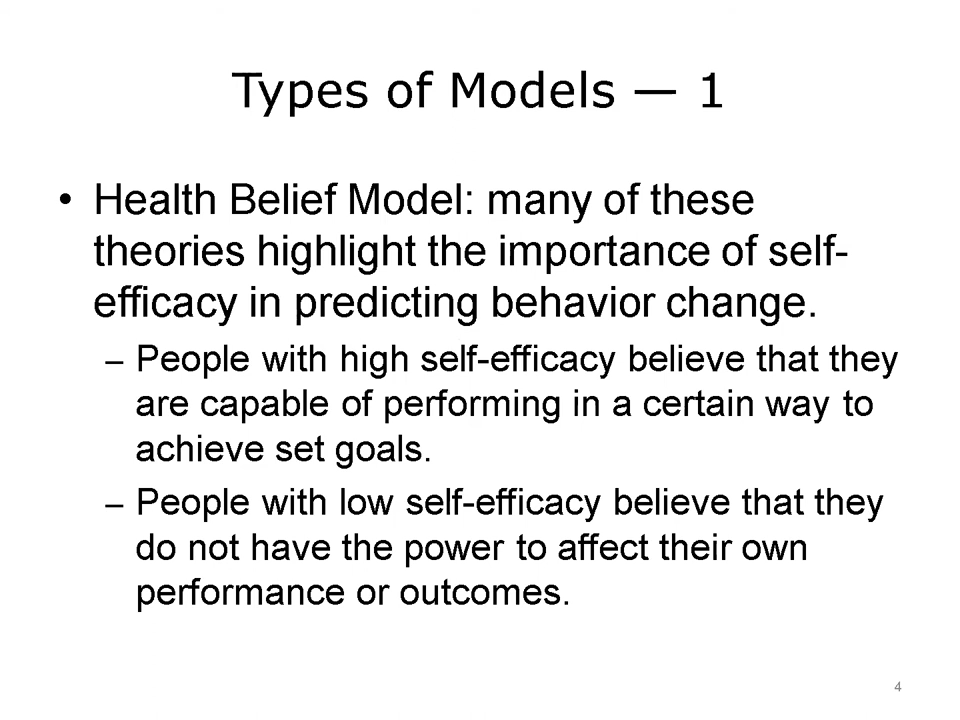 Types of Models — 1
• Health Belief Model: many of these
theories highlight the importance of self-
efficacy in predicting behavior change.
– People with high self-efficacy believe that they
are capable of performing in a certain way to
achieve set goals.
– People with low self-efficacy believe that they
do not have the power to affect their own
performance or outcomes.
4